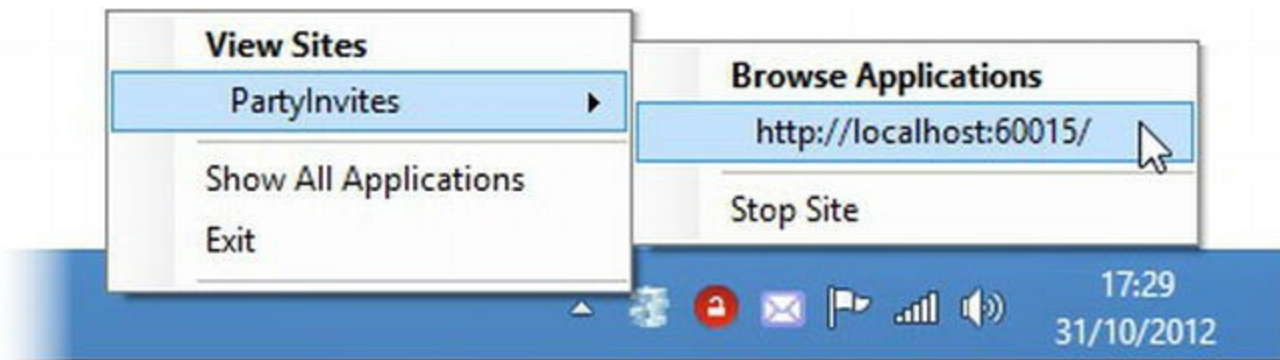 View Sites
PartyInvites
Show All Applications
Exit
Browse Applications
http://localhost:60015/
Stop Site
17:29
31/10/2012